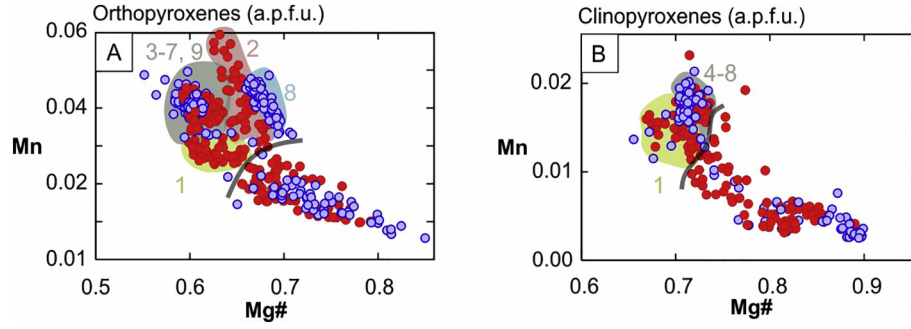 Orthopyroxenes (a.p.f.u.)
A
3-7, 9
2
8
1
Mn
0.06
0.04
0.02
0.01
0.5
0.6
0.7
0.8
Mg#
Clinopyroxenes (a.p.f.u.)
B
4-8
1
Mn
0.02
0.01
0.00
0.6
0.7
0.8
0.9
Mg#